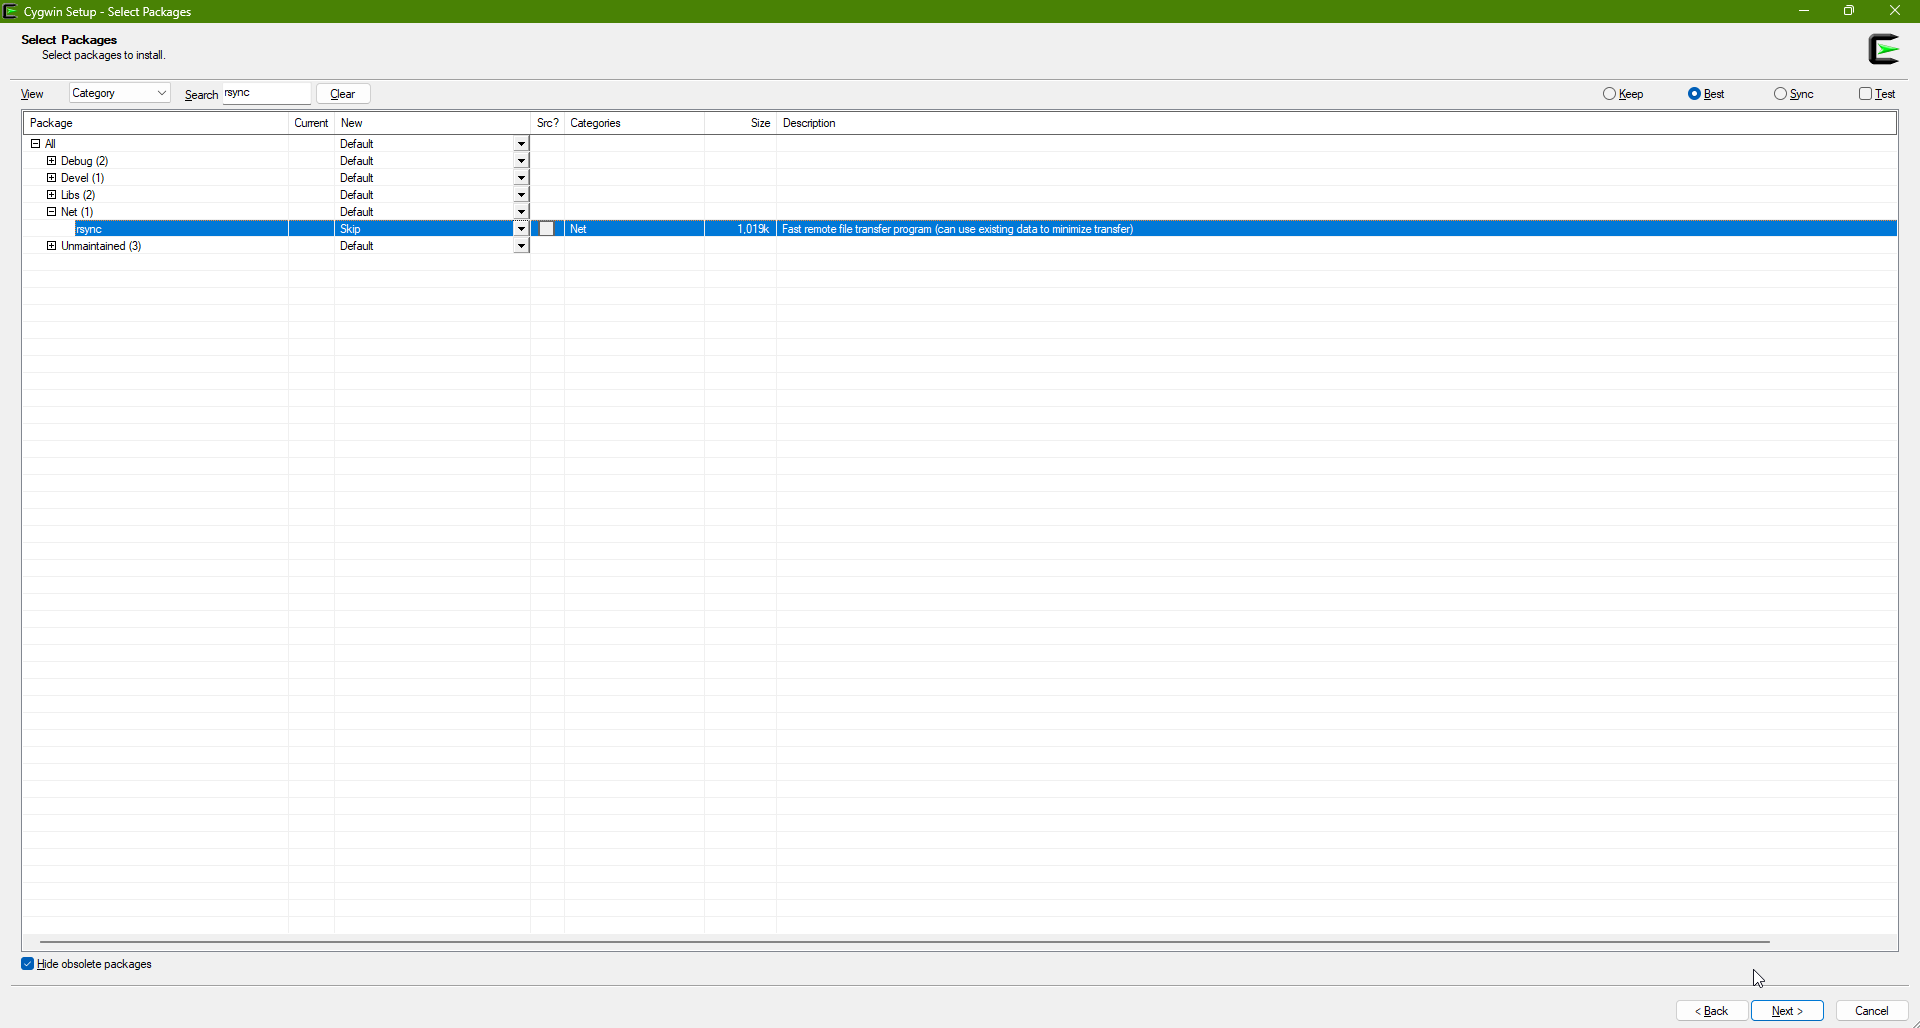 Cygwin Setup - Select Packages
Select Packages
Select packages to install.
View Category Search rsync Clear Keep Best Sync Test
Package Current New Src? Categories Size Description
All Default
Debug (2) Default
Devel (1) Default
Libs (2) Default
Net (1) Default
rsync Skip Net 1,019k Fast remote file transfer program (can use existing data to minimize transfer)
Unmaintained (3) Default
Hide obsolete packages
< Back Next > Cancel